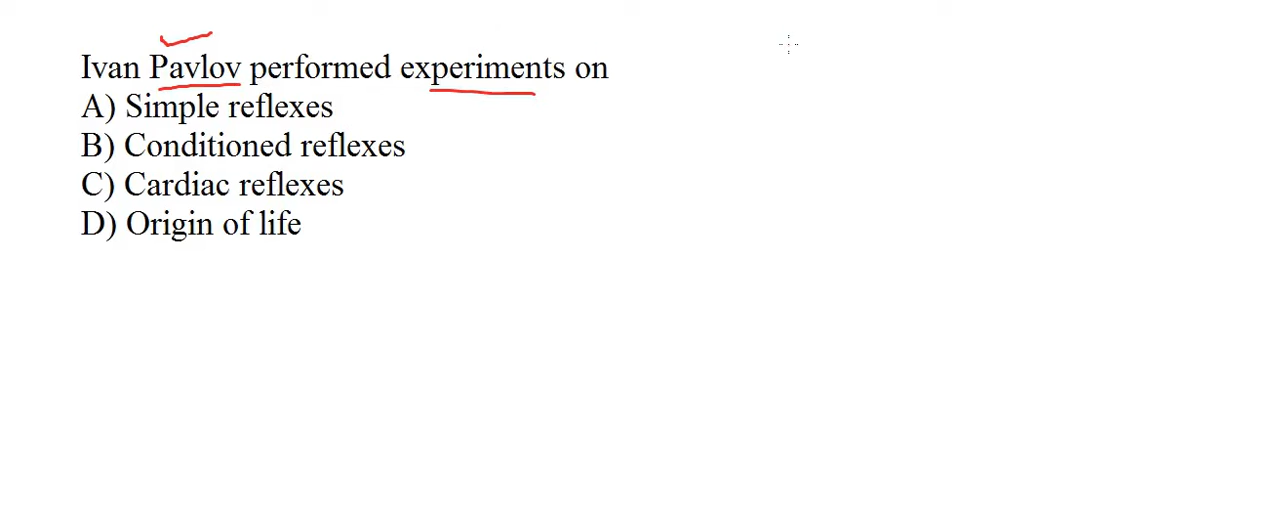 Ivan Pavlov performed experiments on
A) Simple reflexes
B) Conditioned reflexes
C) Cardiac reflexes
D) Origin of life